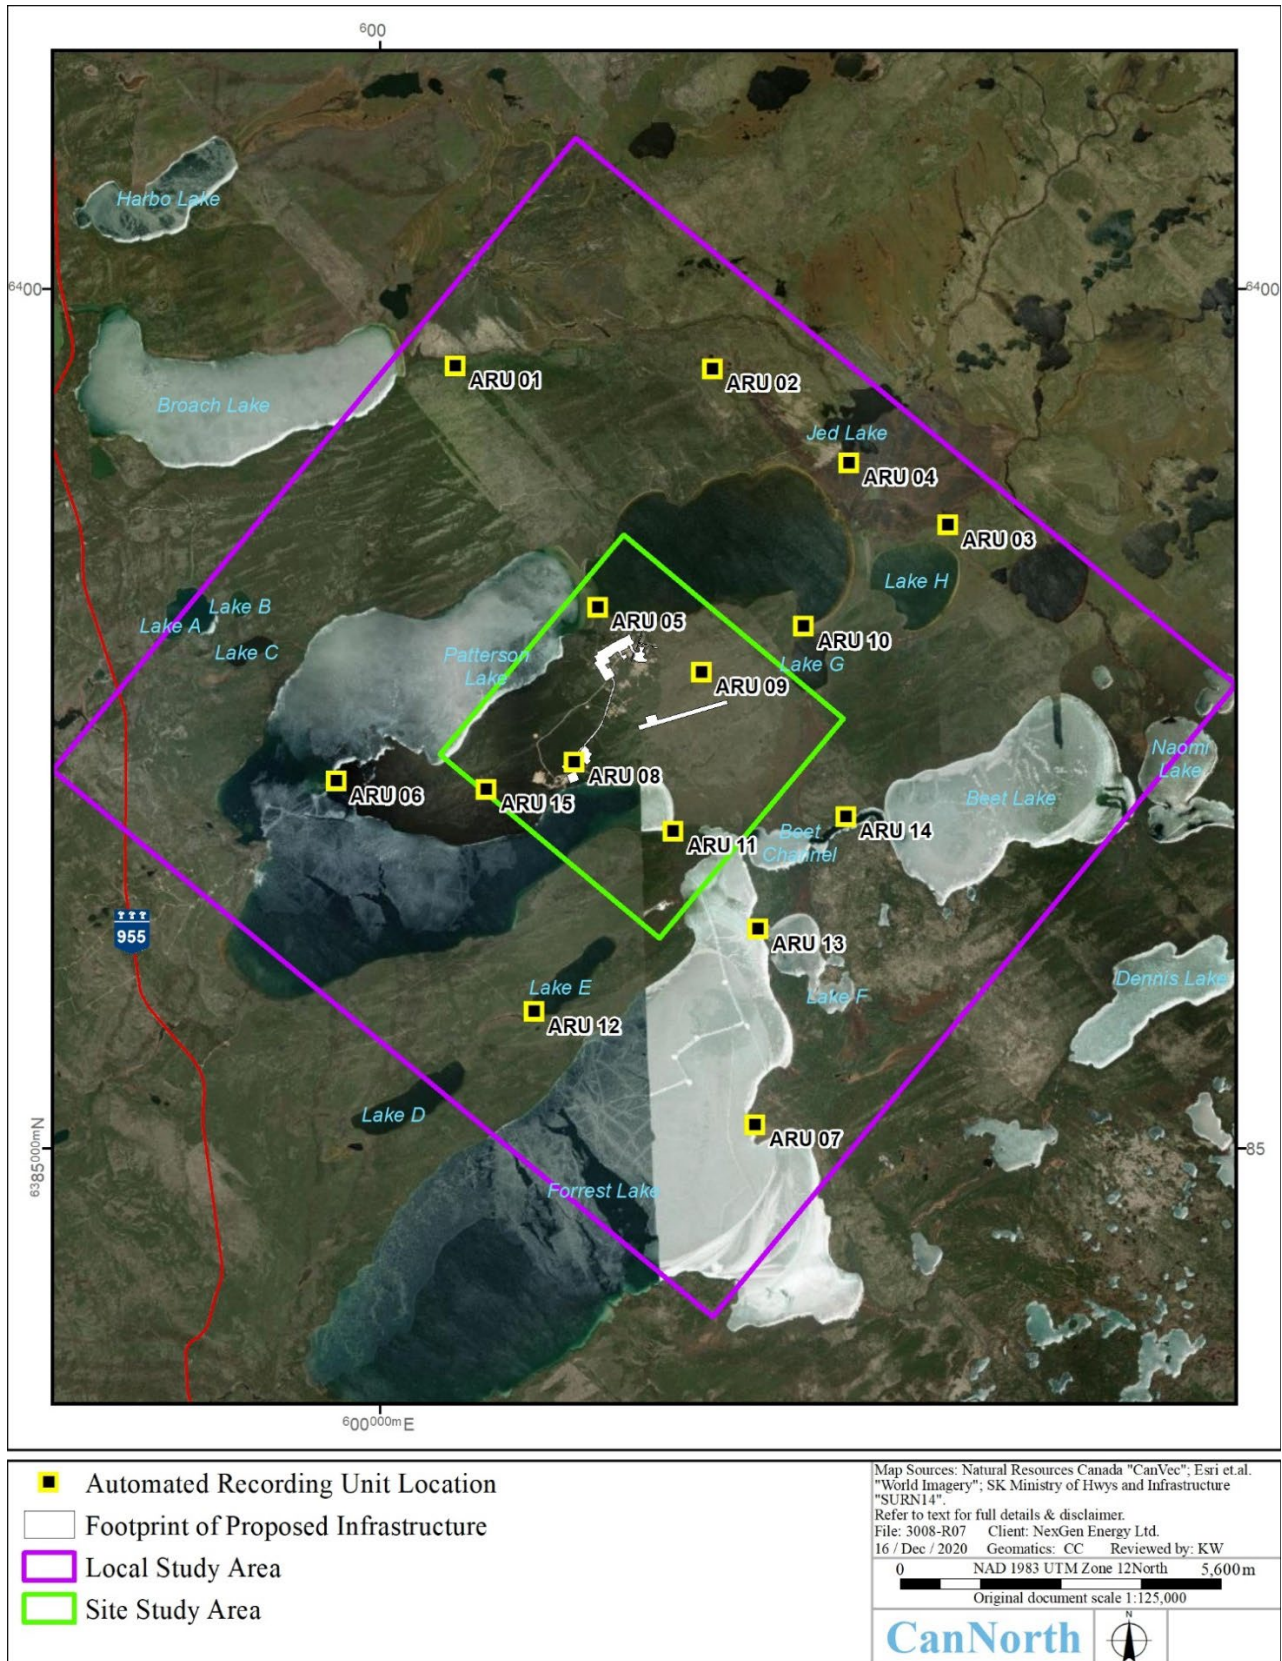 600
6400
6400
Harbo Lake
ARU 01
ARU 02
Broach Lake
Jed Lake
ARU 04
ARU 03
Lake H
Lake B
Lake A
ARU 05
ARU 10
Lake C
Patterson
Lake
Lake G
ARU 09
Naomi
Lake
ARU 06
ARU 08
ARU 15
Beet Lake
ARU 14
Beet
Channel
ARU 11
955
ARU 13
Dennis Lake
Lake E
Lake F
ARU 12
Lake D
ARU 07
6385000mN
85
Forrest Lake
600000mE
Automated Recording Unit Location
Footprint of Proposed Infrastructure
Local Study Area
Site Study Area
Map Sources: Natural Resources Canada "CanVec"; Esri et.al.
"World Imagery"; SK Ministry of Hwys and Infrastructure
"SURN14".
Refer to text for full details & disclaimer.
File: 3008-R07 Client: NexGen Energy Ltd.
16 / Dec / 2020 Geomatics: CC Reviewed by: KW
0 NAD 1983 UTM Zone 12North 5,600 m
Original document scale 1:125,000
CanNorth
N